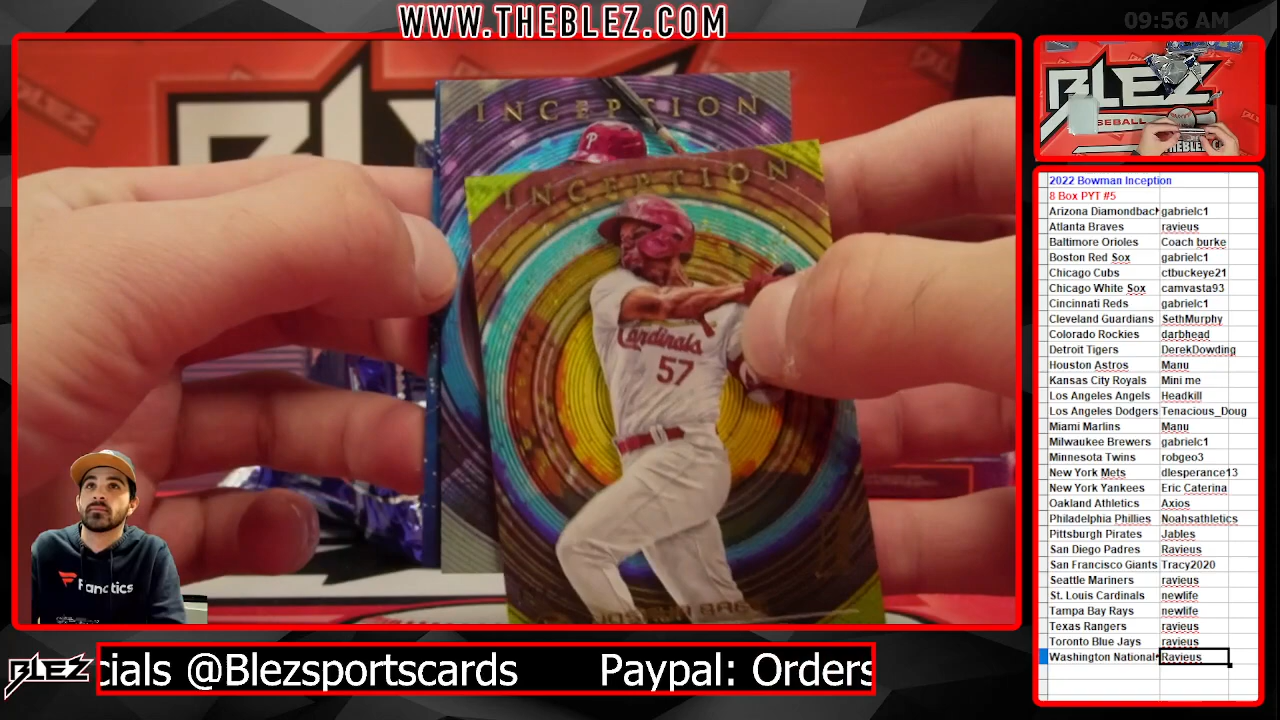 WWW.THEBLEZ.COM
09:56 AM
INCEPTION
P
INCEPTION
Cardinals
57
BLEZ
THEBLEZ
2022 Bowman Inception
8 Box PYT #5
Arizona Diamondback gabrielc1
Atlanta Braves ravieus
Baltimore Orioles Coach burke
Boston Red Sox gabrielc1
Chicago Cubs ctbuckeye21
Chicago White Sox camvasta93
Cincinnati Reds gabrielc1
Cleveland Guardians SethMurphy
Colorado Rockies darbhead
Detroit Tigers DerekDowding
Houston Astros Manu
Kansas City Royals Mini me
Los Angeles Angels Headkill
Los Angeles Dodgers Tenacious_Doug
Miami Marlins Manu
Milwaukee Brewers gabrielc1
Minnesota Twins robgeo3
New York Mets dlesperance13
New York Yankees Eric Caterina
Oakland Athletics Axios
Philadelphia Phillies Noahsathletics
Pittsburgh Pirates Jables
San Diego Padres Ravieus
San Francisco Giants Tracy2020
Seattle Mariners ravieus
St. Louis Cardinals newlife
Tampa Bay Rays newlife
Texas Rangers ravieus
Toronto Blue Jays ravieus
Washington National Ravieus
Fanatics
BLEZ
cials @Blezsportscards Paypal: Orders